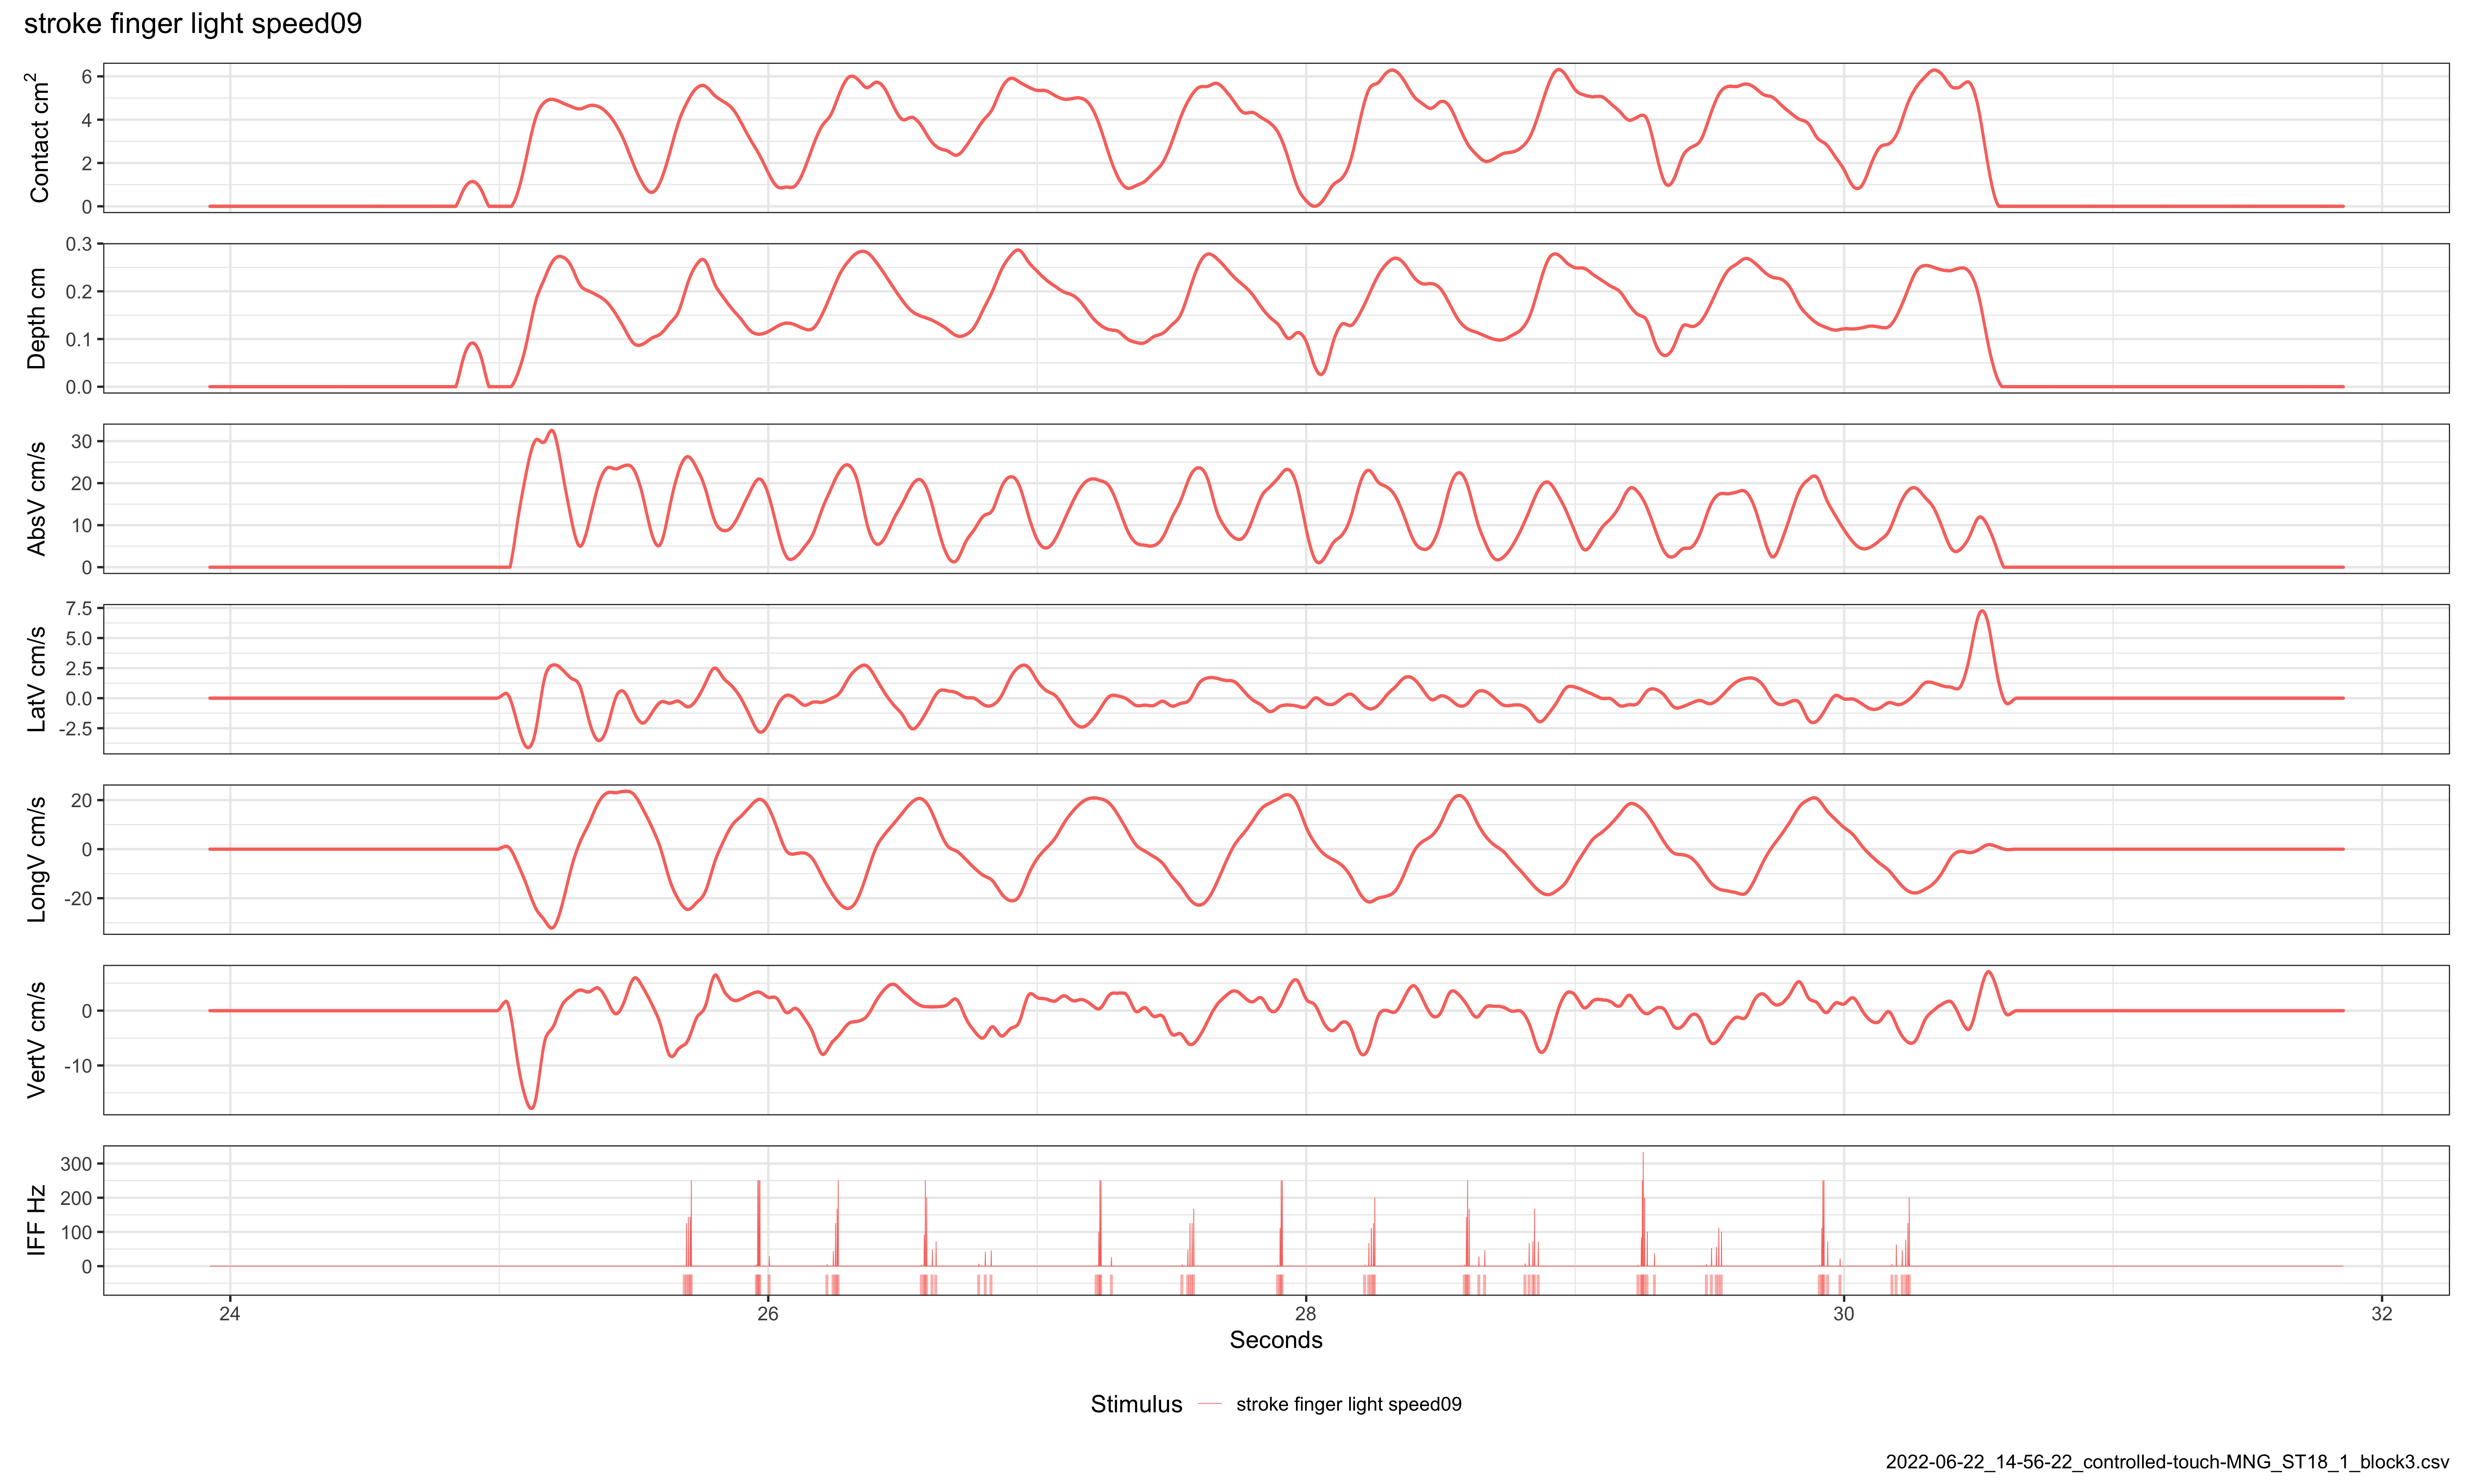 stroke finger light speed09
Contact cm²
6
4
2
0
Depth cm
0.3
0.2
0.1
0.0
AbsV cm/s
30
20
10
0
LatV cm/s
7.5
5.0
2.5
0.0
-2.5
LongV cm/s
20
0
-20
VertV cm/s
0
-10
IFF Hz
300
200
100
0
24 26 28 30 32
Seconds
Stimulus stroke finger light speed09
2022-06-22_14-56-22_controlled-touch-MNG_ST18_1_block3.csv